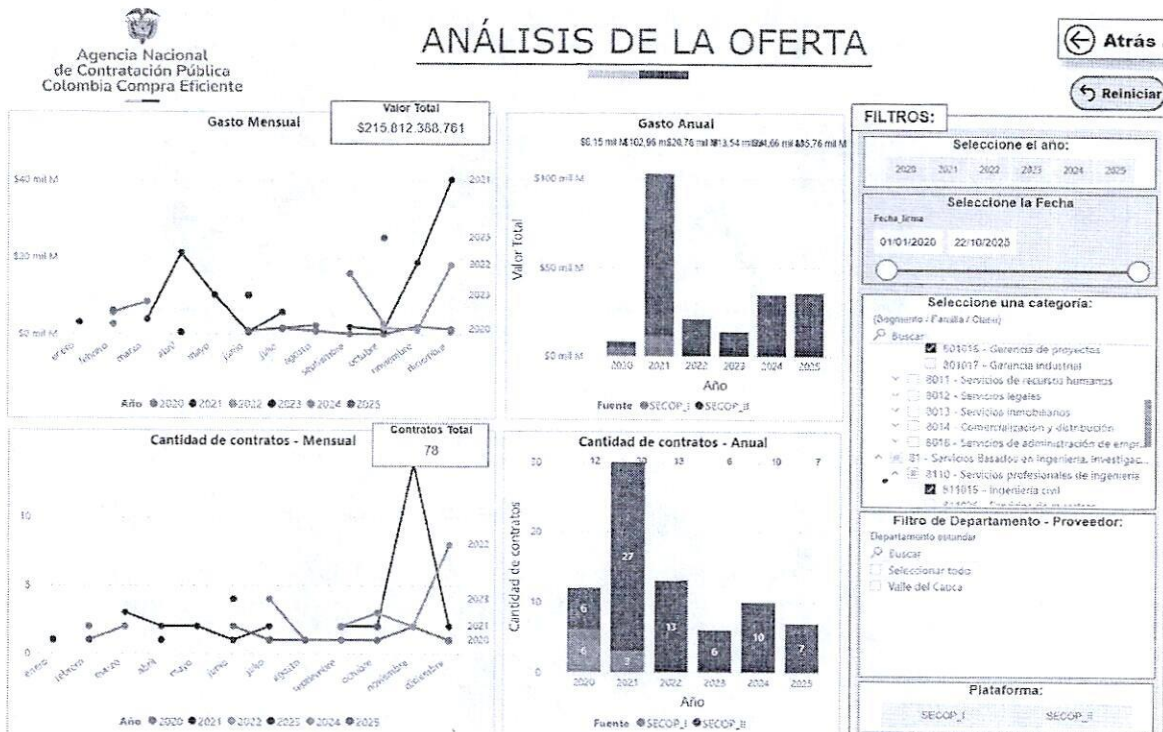 Agencia Nacional
de Contratación Pública
Colombia Compra Eficiente
ANÁLISIS DE LA OFERTA
Atrás
Reiniciar
Gasto Mensual
Valor Total
$215.812.388.761
$40 mil M
$20 mil M
$0 mil M
2021
2025
2022
2023
2020
enero
febrero
marzo
abril
mayo
junio
julio
agosto
septiembre
octubre
noviembre
diciembre
Año 2020 2021 2022 2023 2024 2025
Gasto Anual
Valor Total
$100 mil M
$50 mil M
$0 mil M
2020 2021 2022 2023 2024 2025
Año
Fuente SECOP_I SECOP_II
Cantidad de contratos - Mensual
Contratos Total
78
10
5
0
2022
2023
2021
2020
enero
febrero
marzo
abril
mayo
junio
julio
agosto
septiembre
octubre
noviembre
diciembre
Año 2020 2021 2022 2023 2024 2025
Cantidad de contratos - Anual
Cantidad de contratos
12 13 6 10 7
30
20
10
0
6
6
27
3
13
6
10
7
2020 2021 2022 2023 2024 2025
Año
Fuente SECOP_I SECOP_II
FILTROS:
Seleccione el año:
2020 2021 2022 2023 2024 2025
Seleccione la Fecha
Fecha_firma
01/01/2020 22/10/2025
Seleccione una categoría:
(Segmento / Familia / Clase)
Buscar
801016 - Gerencia de proyectos
801017 - Gerencia industrial
8011 - Servicios de recursos humanos
8012 - Servicios legales
8013 - Servicios inmobiliarios
8014 - Comercialización y distribución
8016 - Servicios de administración de empr...
81 - Servicios Basados en Ingeniería, Investigac...
8110 - Servicios profesionales de ingeniería
811015 - Ingeniería civil
Filtro de Departamento - Proveedor:
Departamento estandar
Buscar
Seleccionar todo
Valle del Cauca
Plataforma:
SECOP_I SECOP_II